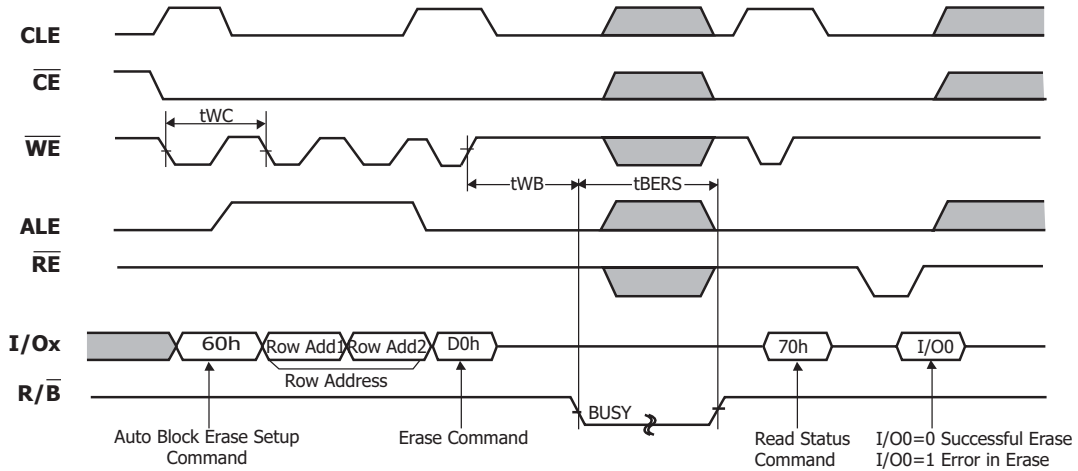 CLE
CE
tWC
WE
tWB
tBERS
ALE
RE
I/Ox
60h
Row Add1
Row Add2
D0h
70h
I/O0
Row Address
R/B
BUSY
Auto Block Erase Setup
Command
Erase Command
Read Status
Command
I/O0=0 Successful Erase
I/O0=1 Error in Erase